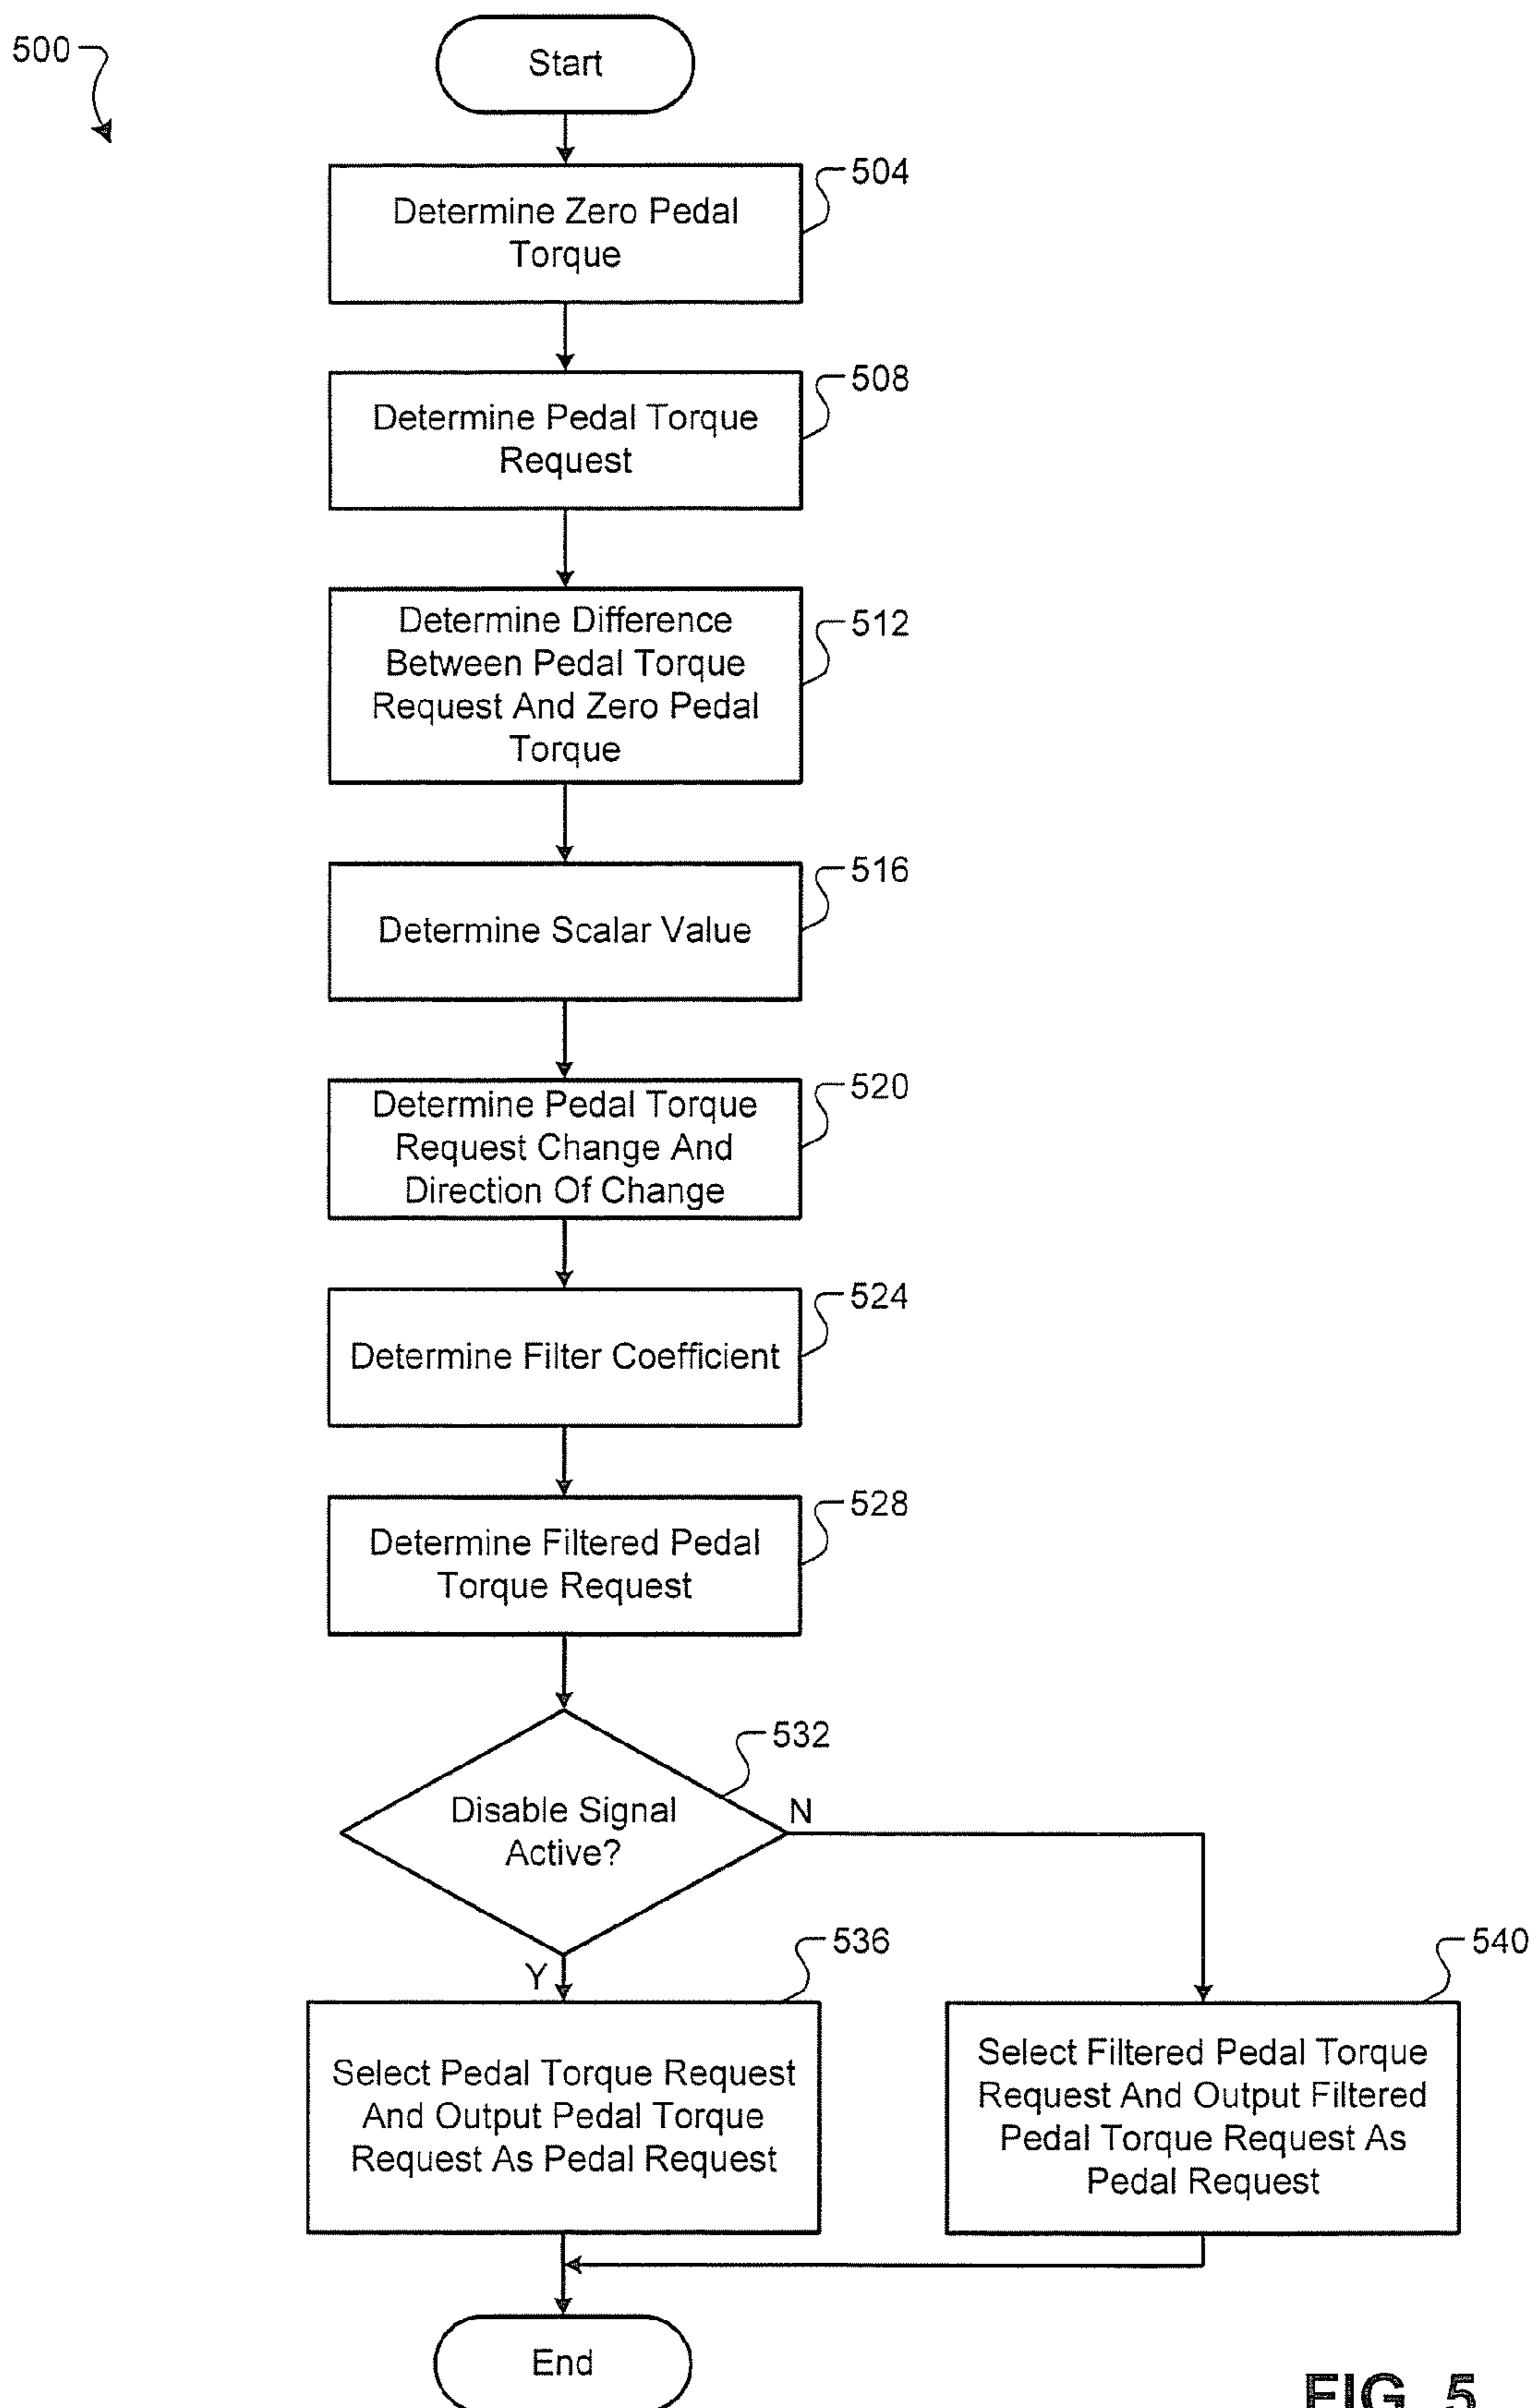 500
Start
504
Determine Zero Pedal
Torque
508
Determine Pedal Torque
Request
512
Determine Difference
Between Pedal Torque
Request And Zero Pedal
Torque
516
Determine Scalar Value
520
Determine Pedal Torque
Request Change And
Direction Of Change
524
Determine Filter Coefficient
528
Determine Filtered Pedal
Torque Request
532
Disable Signal
Active?
N
Y
536
Select Pedal Torque Request
And Output Pedal Torque
Request As Pedal Request
540
Select Filtered Pedal Torque
Request And Output Filtered
Pedal Torque Request As
Pedal Request
End
FIG. 5